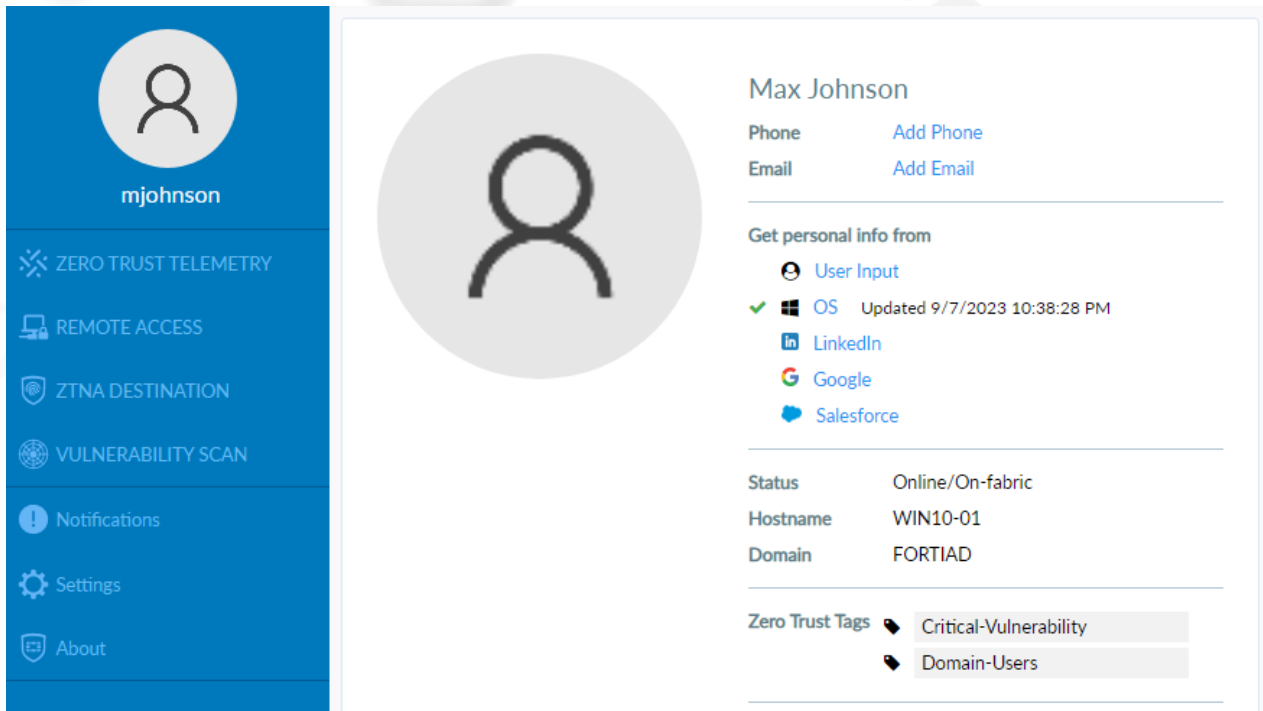 mjohnson
ZERO TRUST TELEMETRY
REMOTE ACCESS
ZTNA DESTINATION
VULNERABILITY SCAN
Notifications
Settings
About
Max Johnson
Phone Add Phone
Email Add Email
Get personal info from
User Input
OS Updated 9/7/2023 10:38:28 PM
LinkedIn
Google
Salesforce
Status Online/On-fabric
Hostname WIN10-01
Domain FORTIAD
Zero Trust Tags Critical-Vulnerability
Domain-Users